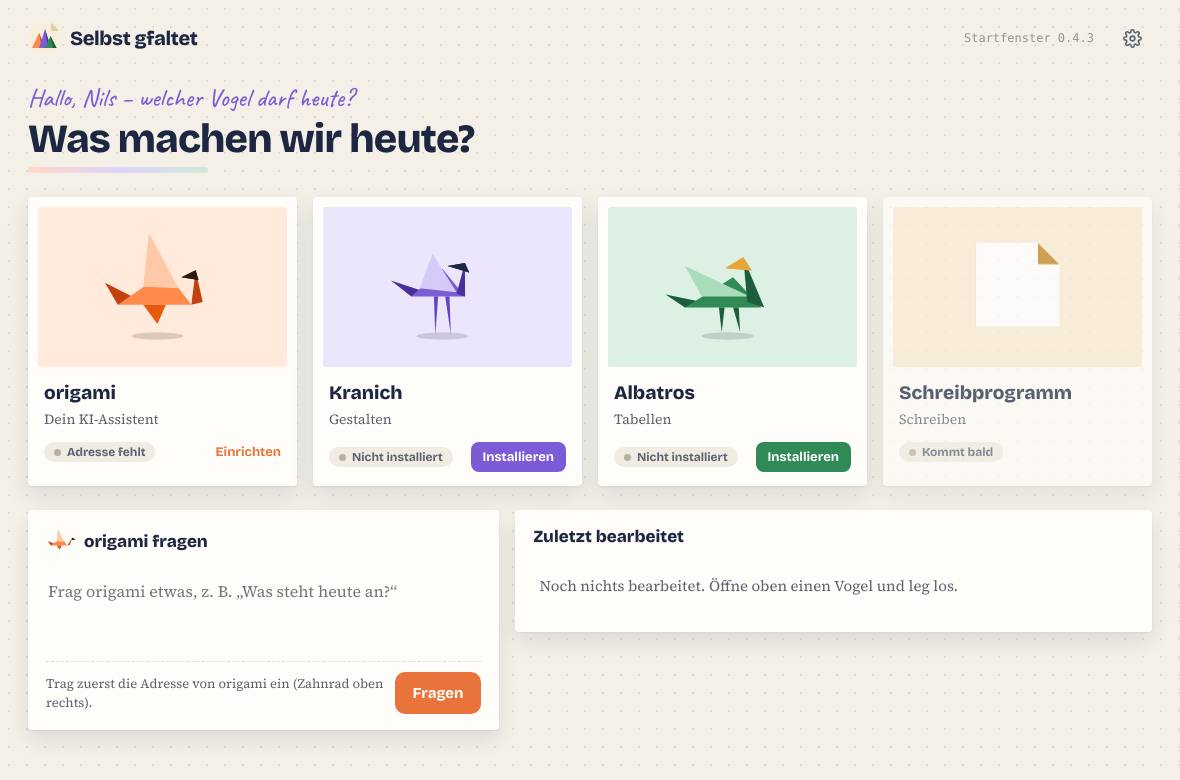 Selbst gfaltet
Startfenster 0.4.3
Hallo, Nils – welcher Vogel darf heute?
Was machen wir heute?
origami
Dein KI-Assistent
Adresse fehlt
Einrichten
Kranich
Gestalten
Nicht installiert
Installieren
Albatros
Tabellen
Nicht installiert
Installieren
Schreibprogramm
Schreiben
Kommt bald
origami fragen
Frag origami etwas, z. B. „Was steht heute an?“
Trag zuerst die Adresse von origami ein (Zahnrad oben
rechts).
Fragen
Zuletzt bearbeitet
Noch nichts bearbeitet. Öffne oben einen Vogel und leg los.